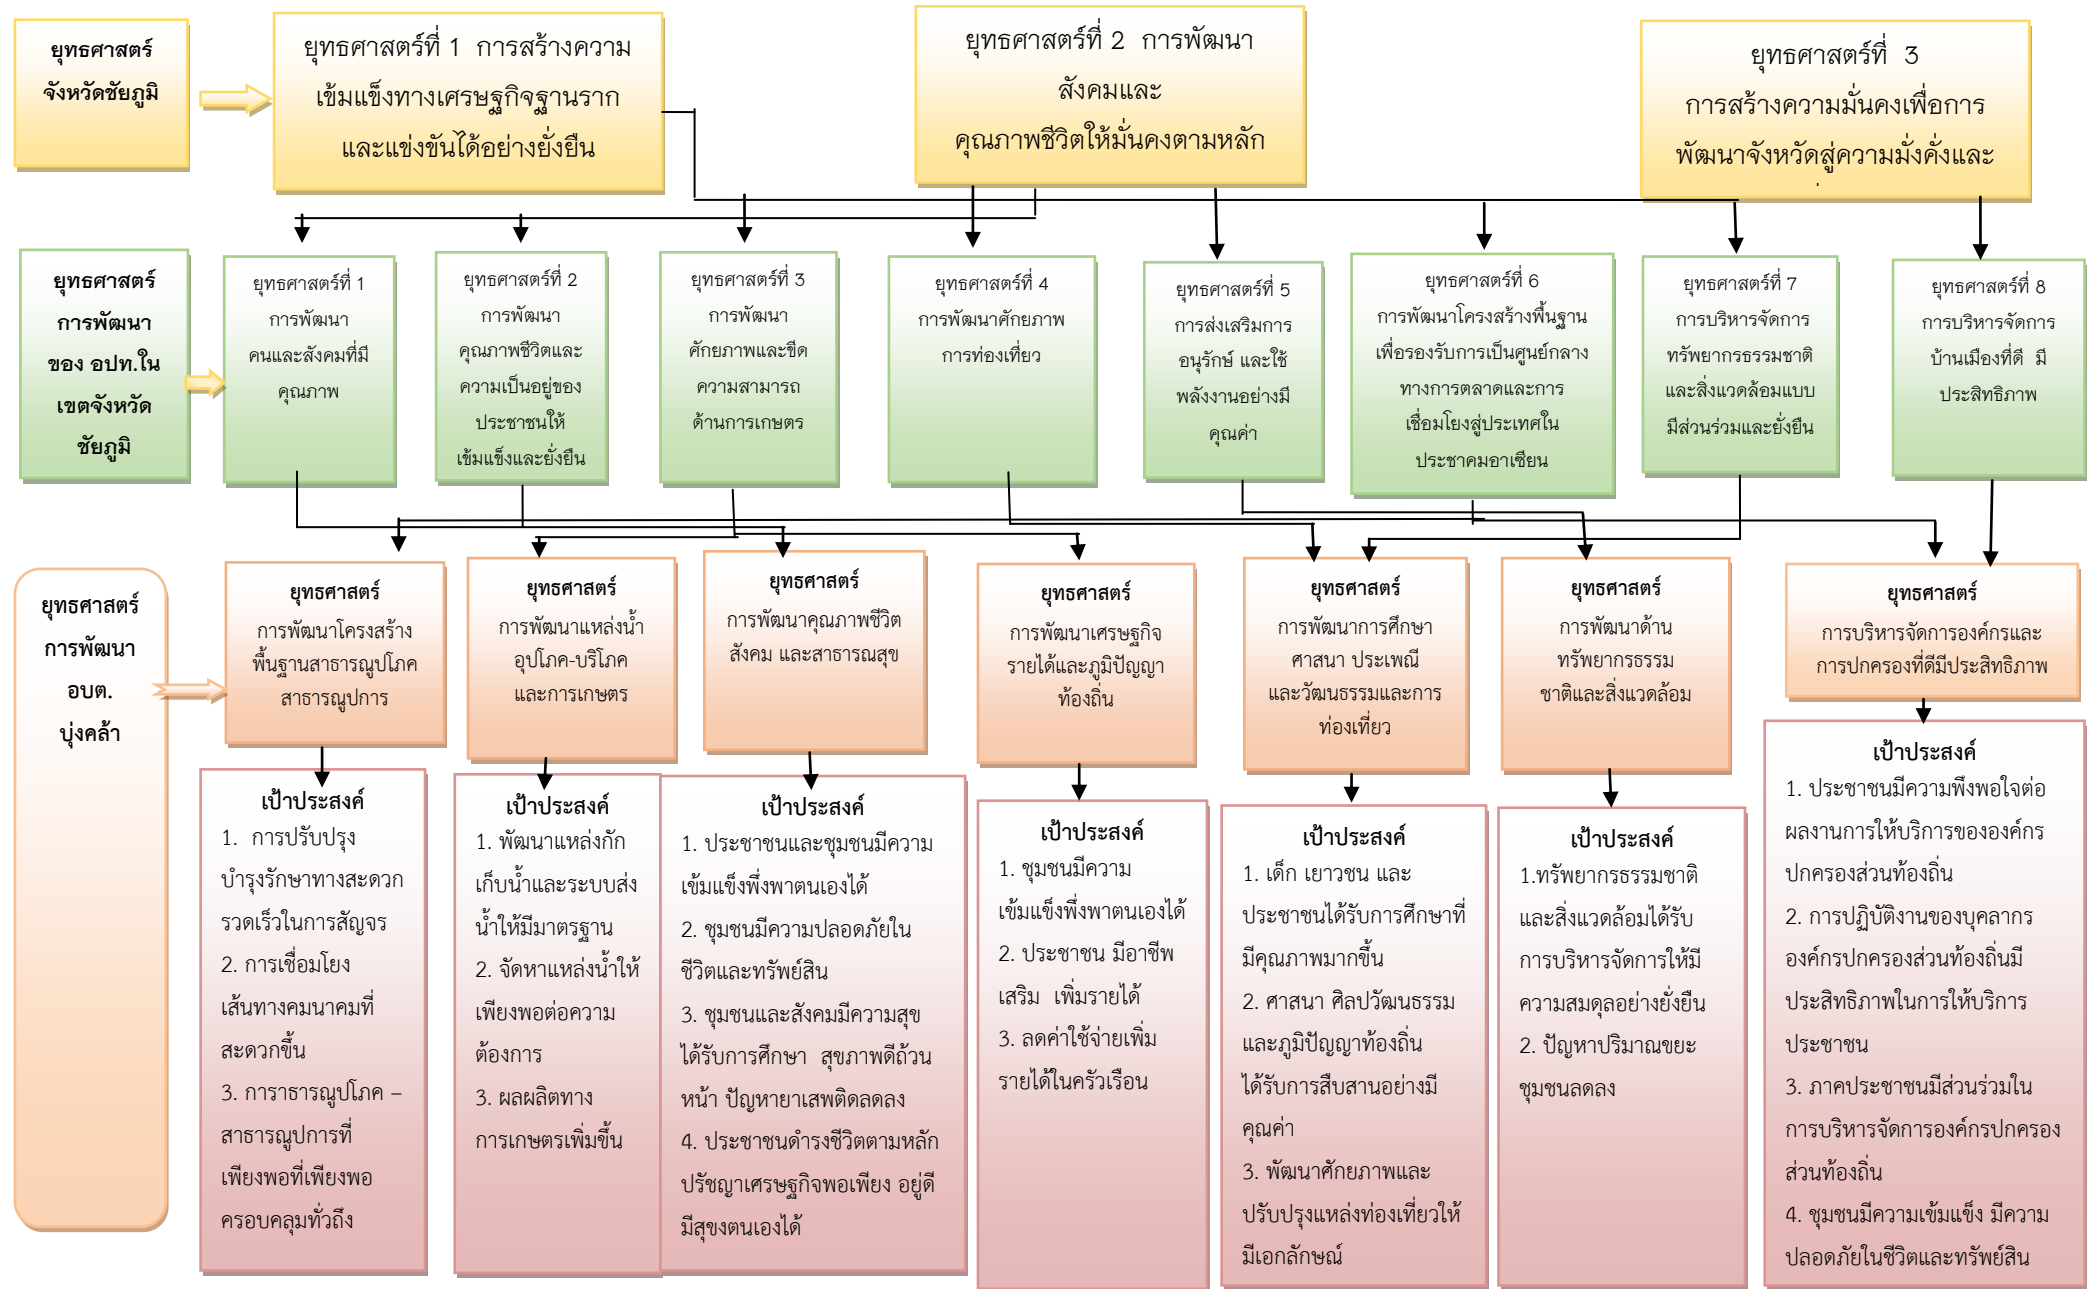 ยุทธศาสตร์
จังหวัดชัยภูมิ
ยุทธศาสตร์ที่ 1  การสร้างความ
เข้มแข็งทางเศรษฐกิจฐานราก
และแข่งขันได้อย่างยั่งยืน
ยุทธศาสตร์ที่ 2  การพัฒนา
สังคมและ
คุณภาพชีวิตให้มั่นคงตามหลัก
ยุทธศาสตร์ที่  3
การสร้างความมั่นคงเพื่อการ
พัฒนาจังหวัดสู่ความมั่งคั่งและ
ยุทธศาสตร์
การพัฒนา
ของ อปท.ใน
เขตจังหวัด
ชัยภูมิ
ยุทธศาสตร์ที่ 1
การพัฒนา
คนและสังคมที่มี
คุณภาพ
ยุทธศาสตร์ที่ 2
การพัฒนา
คุณภาพชีวิตและ
ความเป็นอยู่ของ
ประชาชนให้
เข้มแข็งและยั่งยืน
ยุทธศาสตร์ที่ 3
การพัฒนา
ศักยภาพและขีด
ความสามารถ
ด้านการเกษตร
ยุทธศาสตร์ที่ 4
การพัฒนาศักยภาพ
การท่องเที่ยว
ยุทธศาสตร์ที่ 5
การส่งเสริมการ
อนุรักษ์ และใช้
พลังงานอย่างมี
คุณค่า
ยุทธศาสตร์ที่ 6
การพัฒนาโครงสร้างพื้นฐาน
เพื่อรองรับการเป็นศูนย์กลาง
ทางการตลาดและการ
เชื่อมโยงสู่ประเทศใน
ประชาคมอาเซียน
ยุทธศาสตร์ที่ 7
การบริหารจัดการ
ทรัพยากรธรรมชาติ
และสิ่งแวดล้อมแบบ
มีส่วนร่วมและยั่งยืน
ยุทธศาสตร์ที่ 8
การบริหารจัดการ
บ้านเมืองที่ดี  มี
ประสิทธิภาพ
ยุทธศาสตร์
การพัฒนา
อบต.
บุ่งคล้า
ยุทธศาสตร์
การพัฒนาโครงสร้าง
พื้นฐานสาธารณูปโภค
สาธารณูปการ
ยุทธศาสตร์
การพัฒนาแหล่งน้ำ
อุปโภค-บริโภค
และการเกษตร
ยุทธศาสตร์
การพัฒนาคุณภาพชีวิต
สังคม และสาธารณสุข
ยุทธศาสตร์
การพัฒนาเศรษฐกิจ
รายได้และภูมิปัญญา
ท้องถิ่น
ยุทธศาสตร์
การพัฒนาการศึกษา
ศาสนา ประเพณี
และวัฒนธรรมและการ
ท่องเที่ยว
ยุทธศาสตร์
การพัฒนาด้าน
ทรัพยากรธรรม
ชาติและสิ่งแวดล้อม
ยุทธศาสตร์
การบริหารจัดการองค์กรและ
การปกครองที่ดีมีประสิทธิภาพ
เป้าประสงค์
1.  การปรับปรุง
บำรุงรักษาทางสะดวก
รวดเร็วในการสัญจร
2. การเชื่อมโยง
เส้นทางคมนาคมที่
สะดวกขึ้น
3. การาธารณูปโภค –
สาธารณูปการที่
เพียงพอที่เพียงพอ
ครอบคลุมทั่วถึง
เป้าประสงค์
1. พัฒนาแหล่งกัก
เก็บน้ำและระบบส่ง
น้ำให้มีมาตรฐาน
2. จัดหาแหล่งน้ำให้
เพียงพอต่อความ
ต้องการ
3. ผลผลิตทาง
การเกษตรเพิ่มขึ้น
เป้าประสงค์
1. ประชาชนและชุมชนมีความ
เข้มแข็งพึ่งพาตนเองได้
2. ชุมชนมีความปลอดภัยใน
ชีวิตและทรัพย์สิน
3. ชุมชนและสังคมมีความสุข
ได้รับการศึกษา  สุขภาพดีถ้วน
หน้า ปัญหายาเสพติดลดลง
4. ประชาชนดำรงชีวิตตามหลัก
ปรัชญาเศรษฐกิจพอเพียง อยู่ดี
มีสุขงตนเองได้
เป้าประสงค์
1. ชุมชนมีความ
เข้มแข็งพึ่งพาตนเองได้
2. ประชาชน มีอาชีพ
เสริม  เพิ่มรายได้
3. ลดค่าใช้จ่ายเพิ่ม
รายได้ในครัวเรือน
เป้าประสงค์
1. เด็ก เยาวชน และ
ประชาชนได้รับการศึกษาที่
มีคุณภาพมากขึ้น
2. ศาสนา ศิลปวัฒนธรรม
และภูมิปัญญาท้องถิ่น
ได้รับการสืบสานอย่างมี
คุณค่า
3. พัฒนาศักยภาพและ
ปรับปรุงแหล่งท่องเที่ยวให้
มีเอกลักษณ์
เป้าประสงค์
1.ทรัพยากรธรรมชาติ
และสิ่งแวดล้อมได้รับ
การบริหารจัดการให้มี
ความสมดุลอย่างยั่งยืน
2. ปัญหาปริมาณขยะ
ชุมชนลดลง
เป้าประสงค์
1. ประชาชนมีความพึงพอใจต่อ
ผลงานการให้บริการขององค์กร
ปกครองส่วนท้องถิ่น
2. การปฏิบัติงานของบุคลากร
องค์กรปกครองส่วนท้องถิ่นมี
ประสิทธิภาพในการให้บริการ
ประชาชน
3. ภาคประชาชนมีส่วนร่วมใน
การบริหารจัดการองค์กรปกครอง
ส่วนท้องถิ่น
4. ชุมชนมีความเข้มแข็ง มีความ
ปลอดภัยในชีวิตและทรัพย์สิน